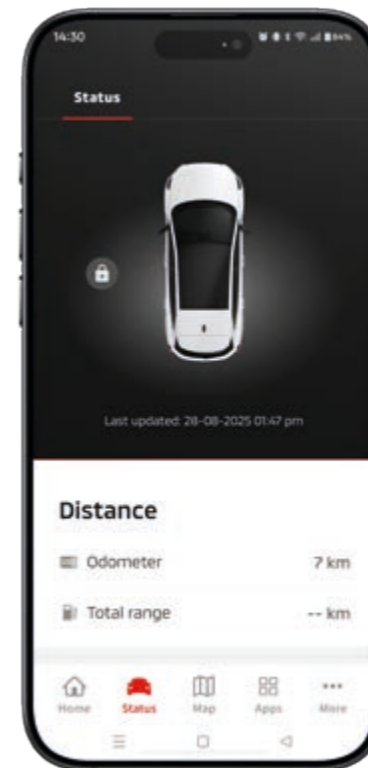 14:30
84%
Status
Last updated: 28-08-2025 01:47 pm
Distance
Odometer 7 km
Total range -- km
Home Status Map Apps More